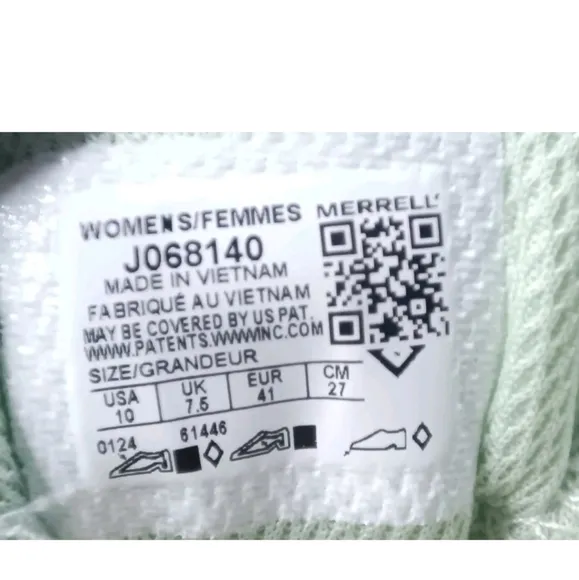 WOMENS/FEMMES
MERRELL
J068140
MADE IN VIETNAM
FABRIQUÉ AU VIETNAM
MAY BE COVERED BY US PAT.
WWW.PATENTS.WWWINC.COM
SIZE/GRANDEUR
USA UK EUR CM
10 7.5 41 27
0124 61446